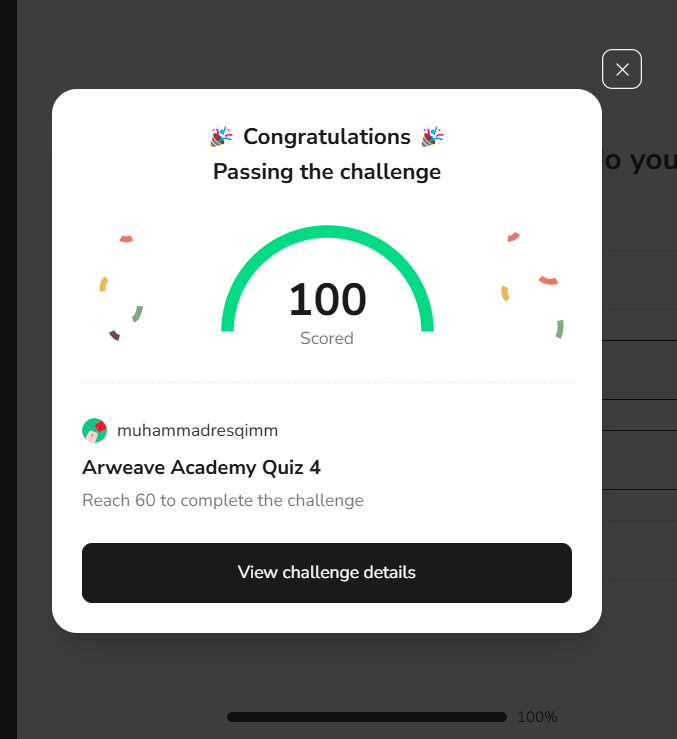 Congratulations
Passing the challenge
o you
100
Scored
muhammadresqimm
Arweave Academy Quiz 4
Reach 60 to complete the challenge
View challenge details
100%